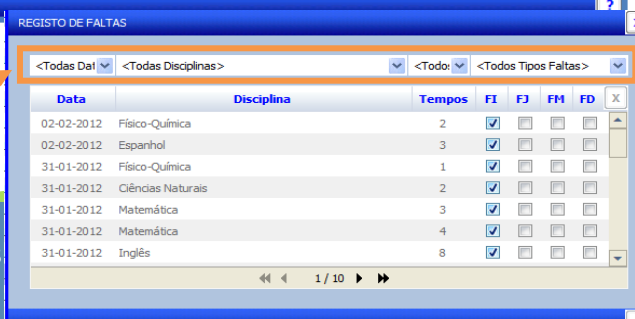 ?
REGISTO DE FALTAS
<Todas Dat <Todas Disciplinas> <Todo: <Todos Tipos Faltas>
Data Disciplina Tempos FI FJ FM FD X
02-02-2012 Físico-Química 2
02-02-2012 Espanhol 3
31-01-2012 Físico-Química 1
31-01-2012 Ciências Naturais 2
31-01-2012 Matemática 3
31-01-2012 Matemática 4
31-01-2012 Inglês 8
1 / 10